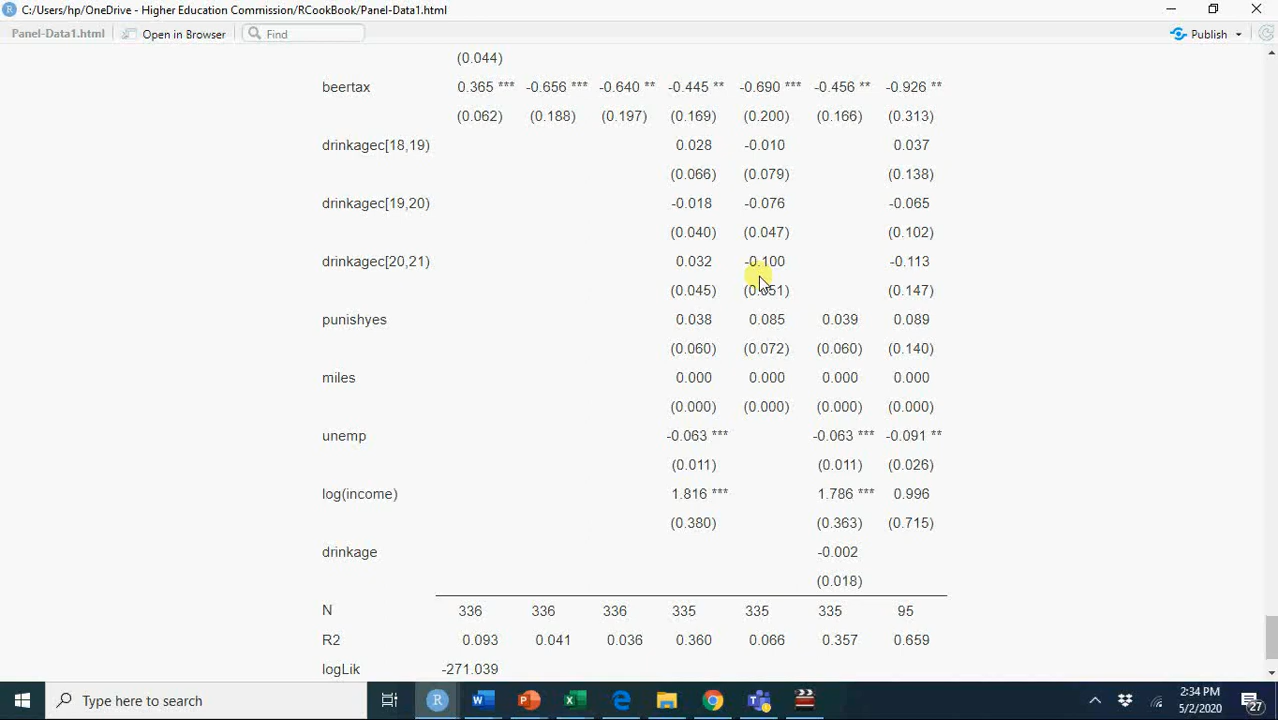 C:/Users/hp/OneDrive - Higher Education Commission/RCookBook/Panel-Data1.html
Panel-Data1.html Open in Browser Find Publish
(0.044)
beertax 0.365 *** -0.656 *** -0.640 ** -0.445 ** -0.690 *** -0.456 ** -0.926 **
(0.062) (0.188) (0.197) (0.169) (0.200) (0.166) (0.313)
drinkagec[18,19) 0.028 -0.010 0.037
(0.066) (0.079) (0.138)
drinkagec[19,20) -0.018 -0.076 -0.065
(0.040) (0.047) (0.102)
drinkagec[20,21) 0.032 -0.100 -0.113
(0.045) (0.051) (0.147)
punishyes 0.038 0.085 0.039 0.089
(0.060) (0.072) (0.060) (0.140)
miles 0.000 0.000 0.000 0.000
(0.000) (0.000) (0.000) (0.000)
unemp -0.063 *** -0.063 *** -0.091 **
(0.011) (0.011) (0.026)
log(income) 1.816 *** 1.786 *** 0.996
(0.380) (0.363) (0.715)
drinkage -0.002
(0.018)
N 336 336 336 335 335 335 95
R2 0.093 0.041 0.036 0.360 0.066 0.357 0.659
logLik -271.039
Type here to search
2:34 PM
5/2/2020
27